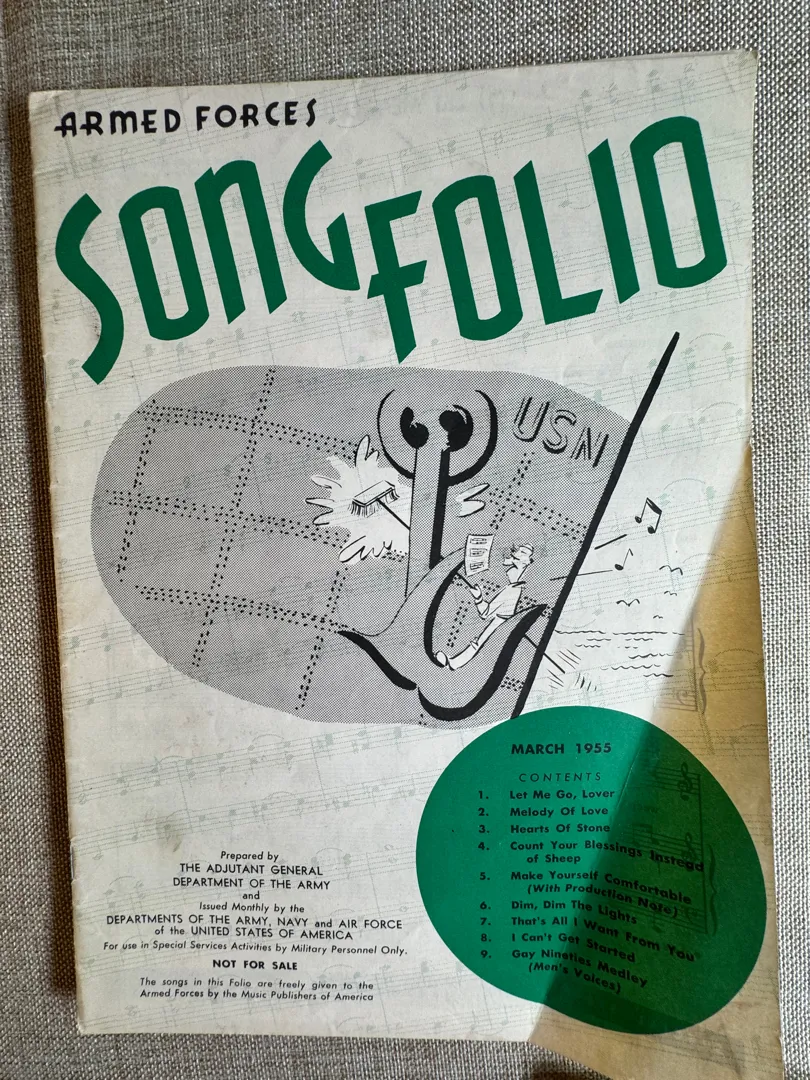 ARMED FORCES
SONG FOLIO
USN
MARCH 1955
CONTENTS
1. Let Me Go, Lover
2. Melody Of Love
3. Hearts Of Stone
4. Count Your Blessings Instead
of Sheep
5. Make Yourself Comfortable
(With Production Note)
6. Dim, Dim The Lights
7. That's All I Want From You
8. I Can't Get Started
9. Gay Nineties Medley
(Men's Voices)
Prepared by
THE ADJUTANT GENERAL
DEPARTMENT OF THE ARMY
and
Issued Monthly by the
DEPARTMENTS OF THE ARMY, NAVY and AIR FORCE
of the UNITED STATES OF AMERICA
For use in Special Services Activities by Military Personnel Only.
NOT FOR SALE
The songs in this Folio are freely given to the
Armed Forces by the Music Publishers of America